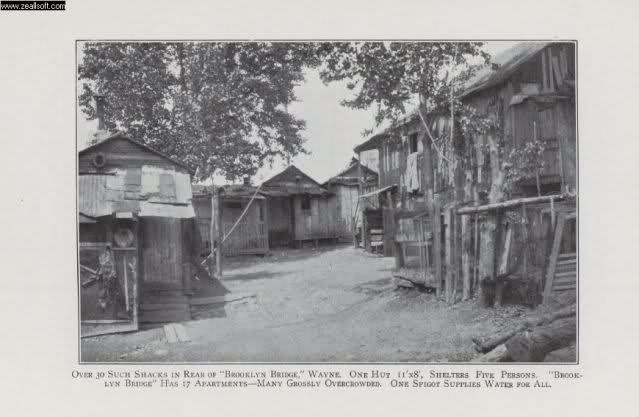 www.zeallsoft.com
Over 30 Such Shacks in Rear of "Brooklyn Bridge," Wayne. One Hut 11'x8', Shelters Five Persons. "Brook-
lyn Bridge" Has 17 Apartments—Many Grossly Overcrowded. One Spigot Supplies Water for All.